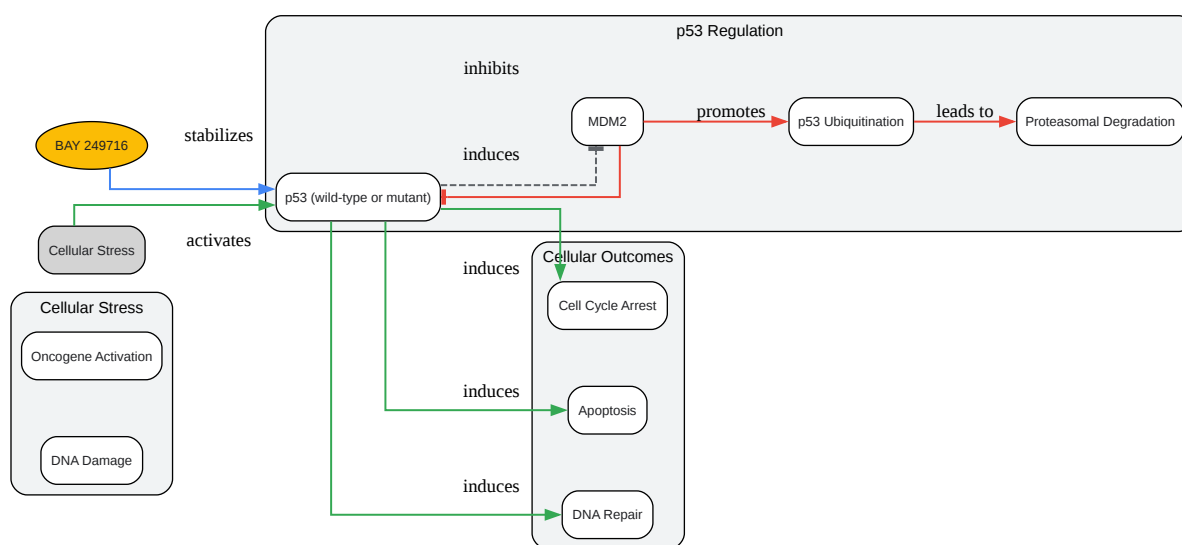 p53 Regulation
inhibits
MDM2
promotes
p53 Ubiquitination
leads to
Proteasomal Degradation
stabilizes
BAY 249716
induces
p53 (wild-type or mutant)
activates
Cellular Stress
Cellular Outcomes
induces
Cell Cycle Arrest
Cellular Stress
Oncogene Activation
induces
Apoptosis
DNA Damage
induces
DNA Repair